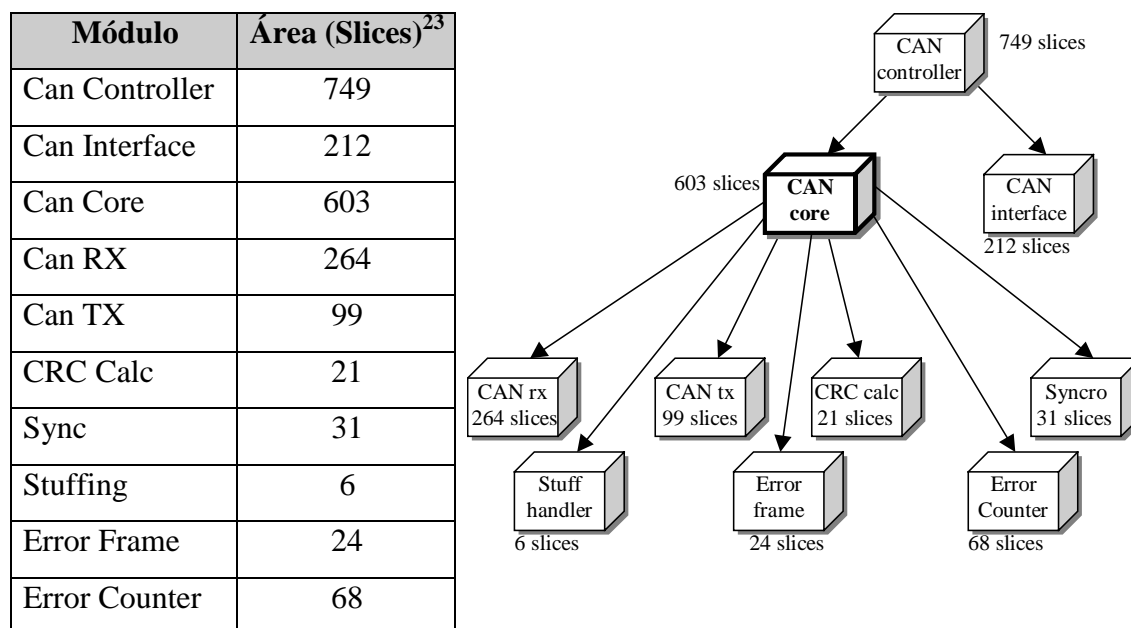 Módulo Área (Slices)23
Can Controller 749
Can Interface 212
Can Core 603
Can RX 264
Can TX 99
CRC Calc 21
Sync 31
Stuffing 6
Error Frame 24
Error Counter 68
CAN
controller
749 slices
603 slices
CAN
core
CAN
interface
212 slices
CAN rx
264 slices
CAN tx
99 slices
CRC calc
21 slices
Syncro
31 slices
Stuff
handler
6 slices
Error
frame
24 slices
Error
Counter
68 slices